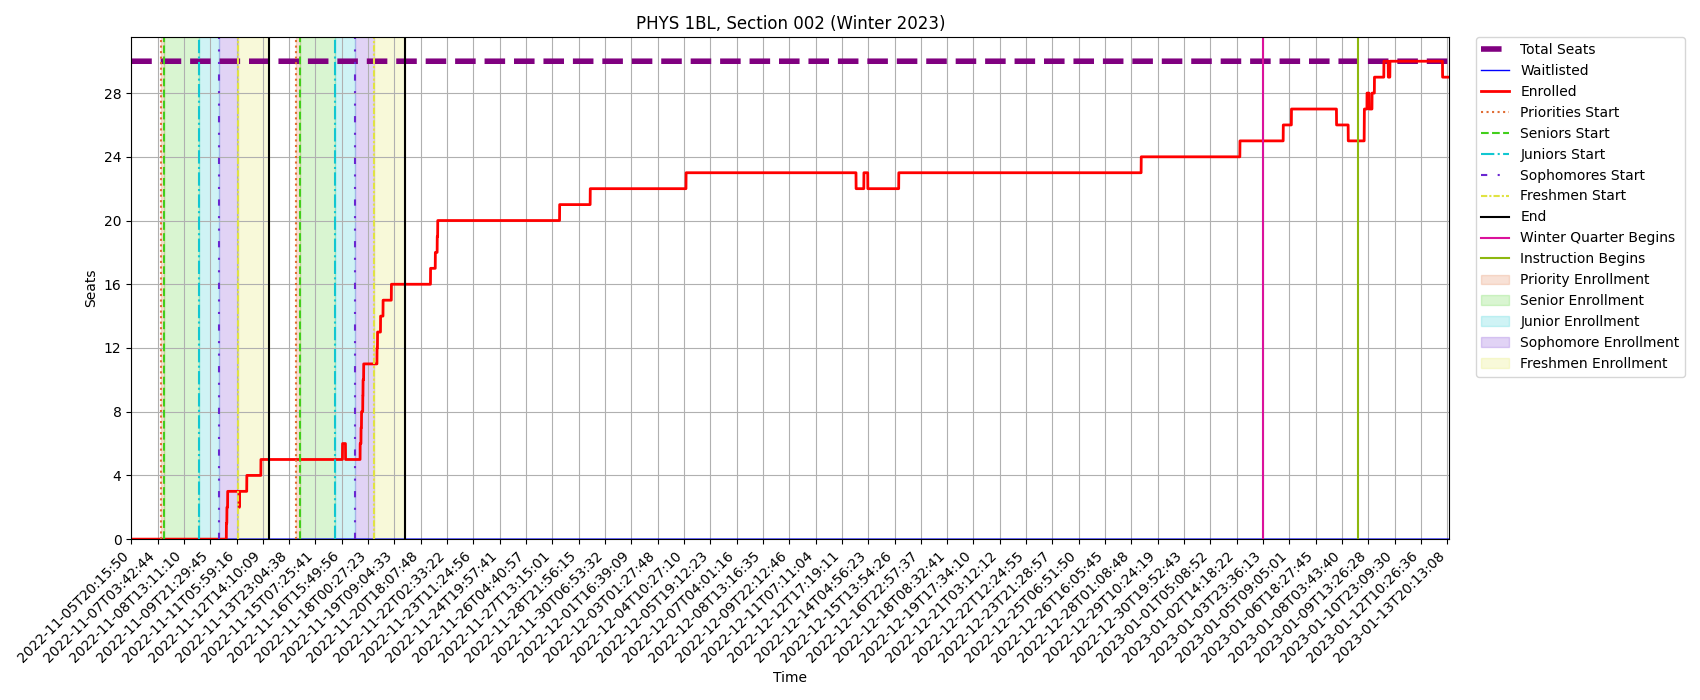 PHYS 1BL, Section 002 (Winter 2023)
Total Seats
Waitlisted
Enrolled
Priorities Start
Seniors Start
Juniors Start
Sophomores Start
Freshmen Start
End
Winter Quarter Begins
Instruction Begins
Priority Enrollment
Senior Enrollment
Junior Enrollment
Sophomore Enrollment
Freshmen Enrollment
Seats
28
24
20
16
12
8
4
0
2022-11-05T20:15:50
2022-11-07T03:42:44
2022-11-08T13:11:10
2022-11-09T21:29:45
2022-11-11T05:59:16
2022-11-12T14:10:09
2022-11-13T23:04:38
2022-11-15T07:25:41
2022-11-16T15:49:56
2022-11-18T00:27:23
2022-11-19T09:04:33
2022-11-20T18:07:48
2022-11-22T02:33:22
2022-11-23T11:24:56
2022-11-24T19:57:41
2022-11-26T04:40:57
2022-11-27T13:15:01
2022-11-28T21:56:15
2022-11-30T06:53:32
2022-12-01T16:39:09
2022-12-03T01:27:48
2022-12-04T10:27:10
2022-12-05T19:12:23
2022-12-07T04:01:16
2022-12-08T13:16:35
2022-12-09T22:12:46
2022-12-11T07:11:04
2022-12-12T17:19:11
2022-12-14T04:56:23
2022-12-15T13:54:26
2022-12-16T22:57:37
2022-12-18T08:32:41
2022-12-19T17:34:10
2022-12-21T03:12:12
2022-12-22T12:24:55
2022-12-23T21:28:57
2022-12-25T06:51:50
2022-12-26T16:05:45
2022-12-28T01:08:48
2022-12-29T10:24:19
2022-12-30T19:52:43
2023-01-01T05:08:52
2023-01-02T14:18:22
2023-01-03T23:36:13
2023-01-05T09:05:01
2023-01-06T18:27:45
2023-01-08T03:43:40
2023-01-09T13:26:28
2023-01-10T23:09:30
2023-01-12T10:26:36
2023-01-13T20:13:08
Time